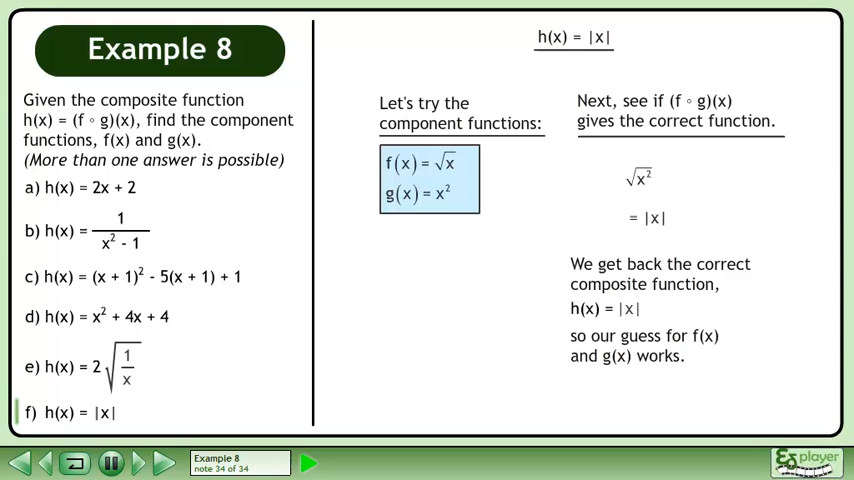 Example 8
Given the composite function
h(x) = (f ∘ g)(x), find the component
functions, f(x) and g(x).
(More than one answer is possible)
a) h(x) = 2x + 2
b) h(x) = 1 / (x² - 1)
c) h(x) = (x + 1)² - 5(x + 1) + 1
d) h(x) = x² + 4x + 4
e) h(x) = 2√(1/x)
f) h(x) = |x|
h(x) = |x|
Let's try the
component functions:
f(x) = √x
g(x) = x²
Next, see if (f ∘ g)(x)
gives the correct function.
√x²
= |x|
We get back the correct
composite function,
h(x) = |x|
so our guess for f(x)
and g(x) works.
Example 8
note 34 of 34
player